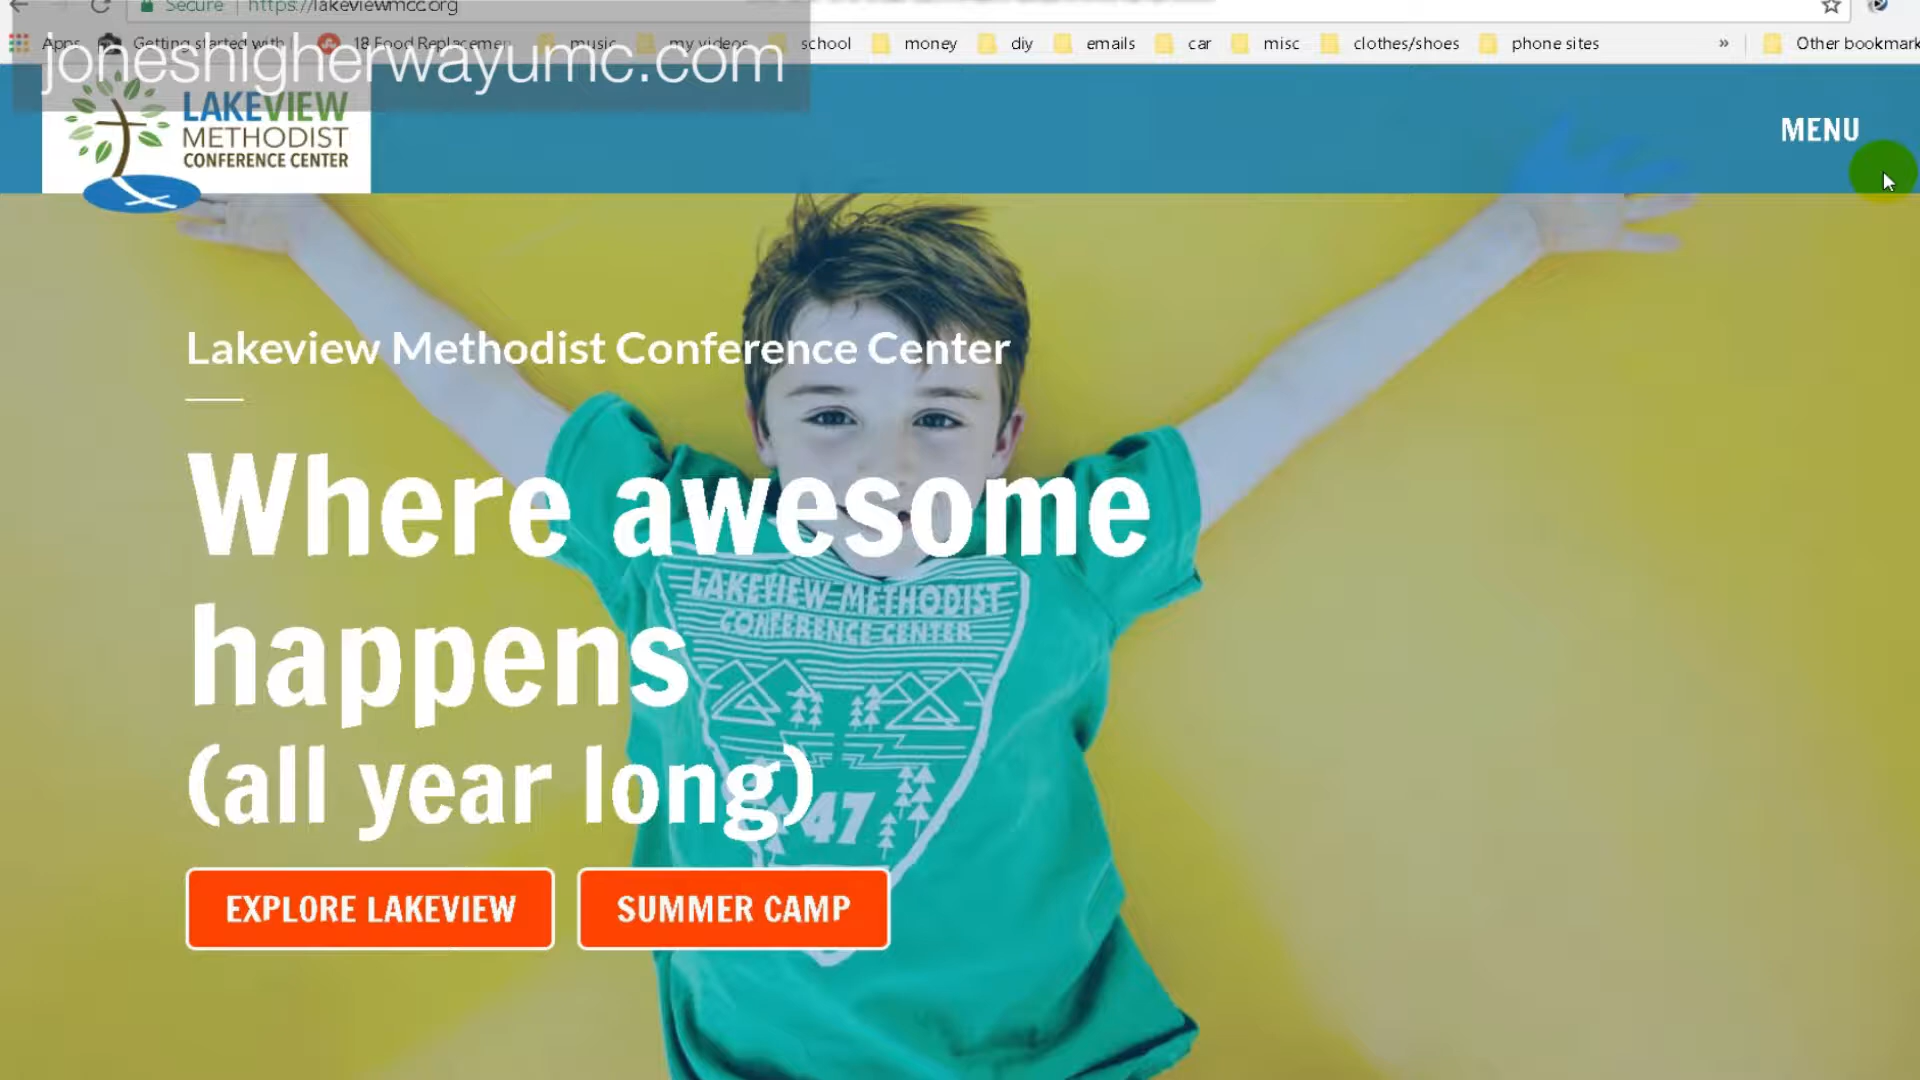 Secure https://lakeviewmcc.org
Apps Getting started with 18 Food Replacemen music my videos school money diy emails car misc clothes/shoes phone sites » Other bookmark
joneshigherwayumc.com
LAKEVIEW
METHODIST
CONFERENCE CENTER
MENU
Lakeview Methodist Conference Center
Where awesome
happens
(all year long)
LAKEVIEW METHODIST
CONFERENCE CENTER
47
EXPLORE LAKEVIEW SUMMER CAMP